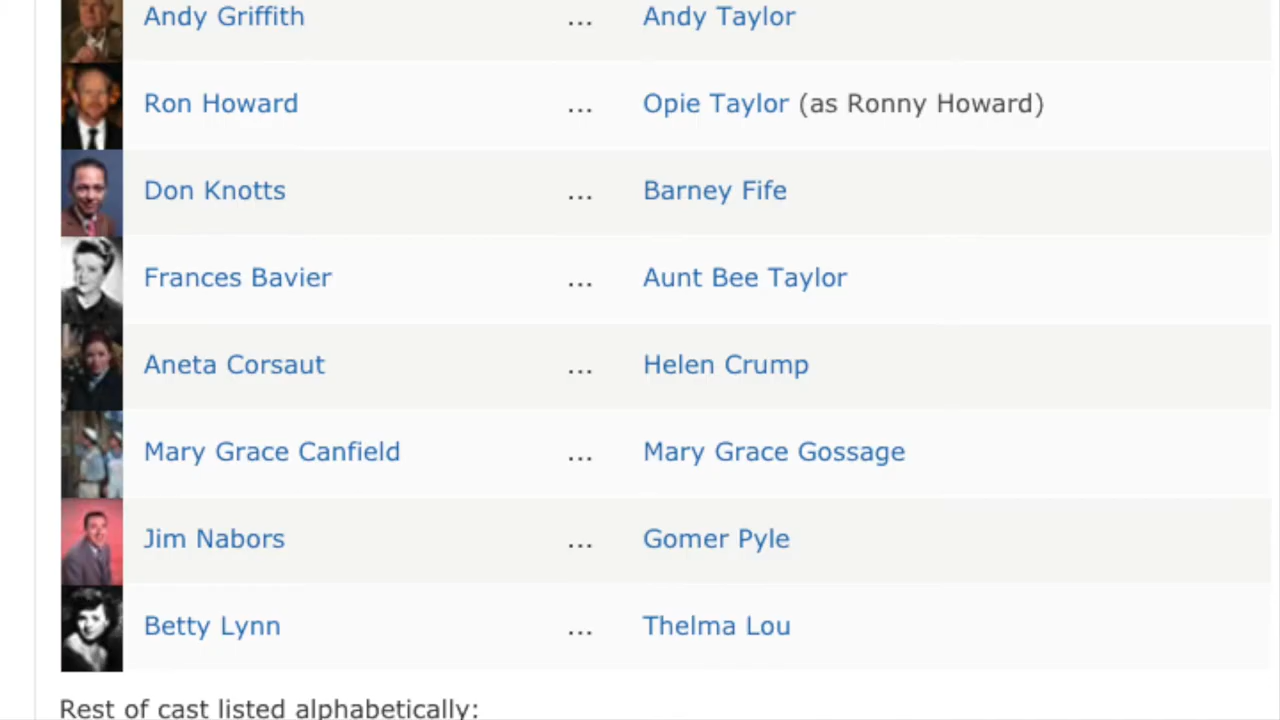 Andy Griffith ... Andy Taylor
Ron Howard ... Opie Taylor (as Ronny Howard)
Don Knotts ... Barney Fife
Frances Bavier ... Aunt Bee Taylor
Aneta Corsaut ... Helen Crump
Mary Grace Canfield ... Mary Grace Gossage
Jim Nabors ... Gomer Pyle
Betty Lynn ... Thelma Lou
Rest of cast listed alphabetically: